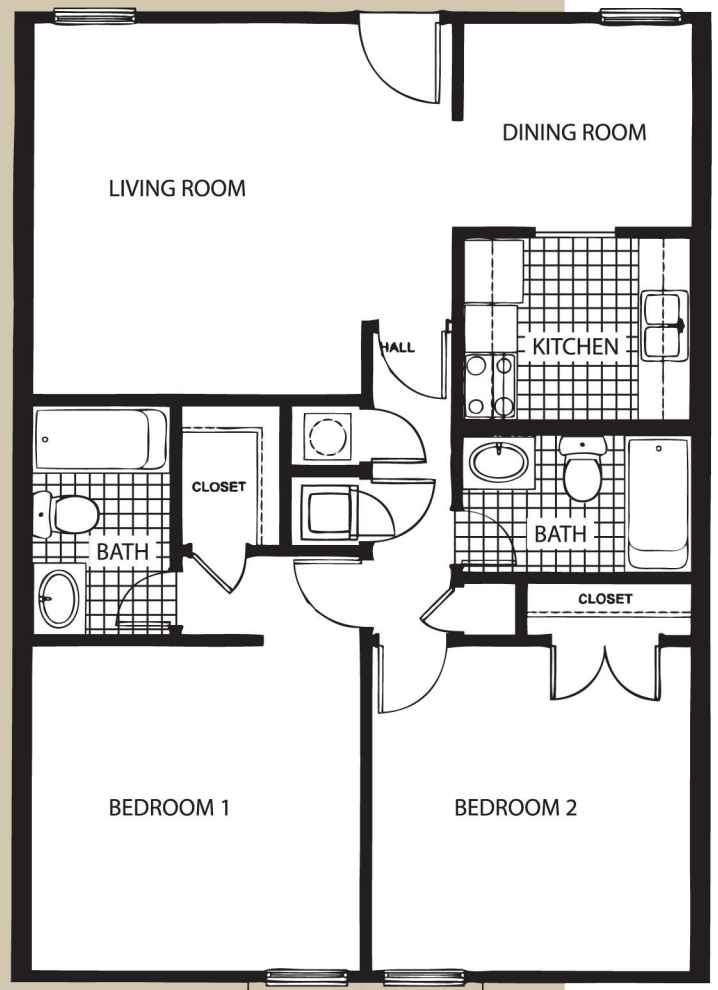 DINING ROOM
LIVING ROOM
HALL
KITCHEN
CLOSET
BATH
BATH
CLOSET
BEDROOM 1
BEDROOM 2